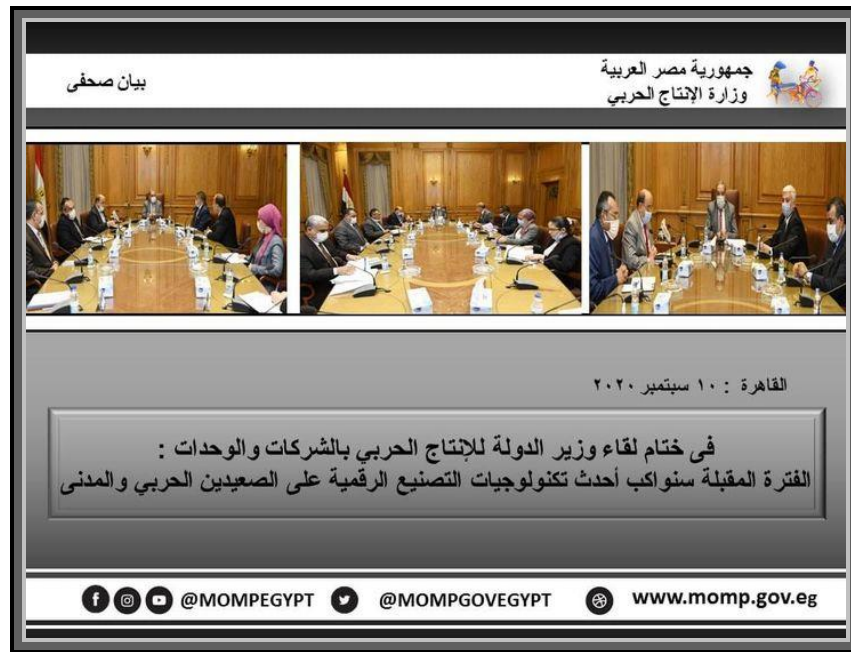 جمهورية مصر العربية
وزارة الإنتاج الحربي
بيان صحفى
القاهرة : ١٠ سبتمبر ٢٠٢٠
فى ختام لقاء وزير الدولة للإنتاج الحربي بالشركات والوحدات :
الفترة المقبلة سنواكب أحدث تكنولوجيات التصنيع الرقمية على الصعيدين الحربي والمدنى
@MOMPEGYPT @MOMPGOVEGYPT www.momp.gov.eg